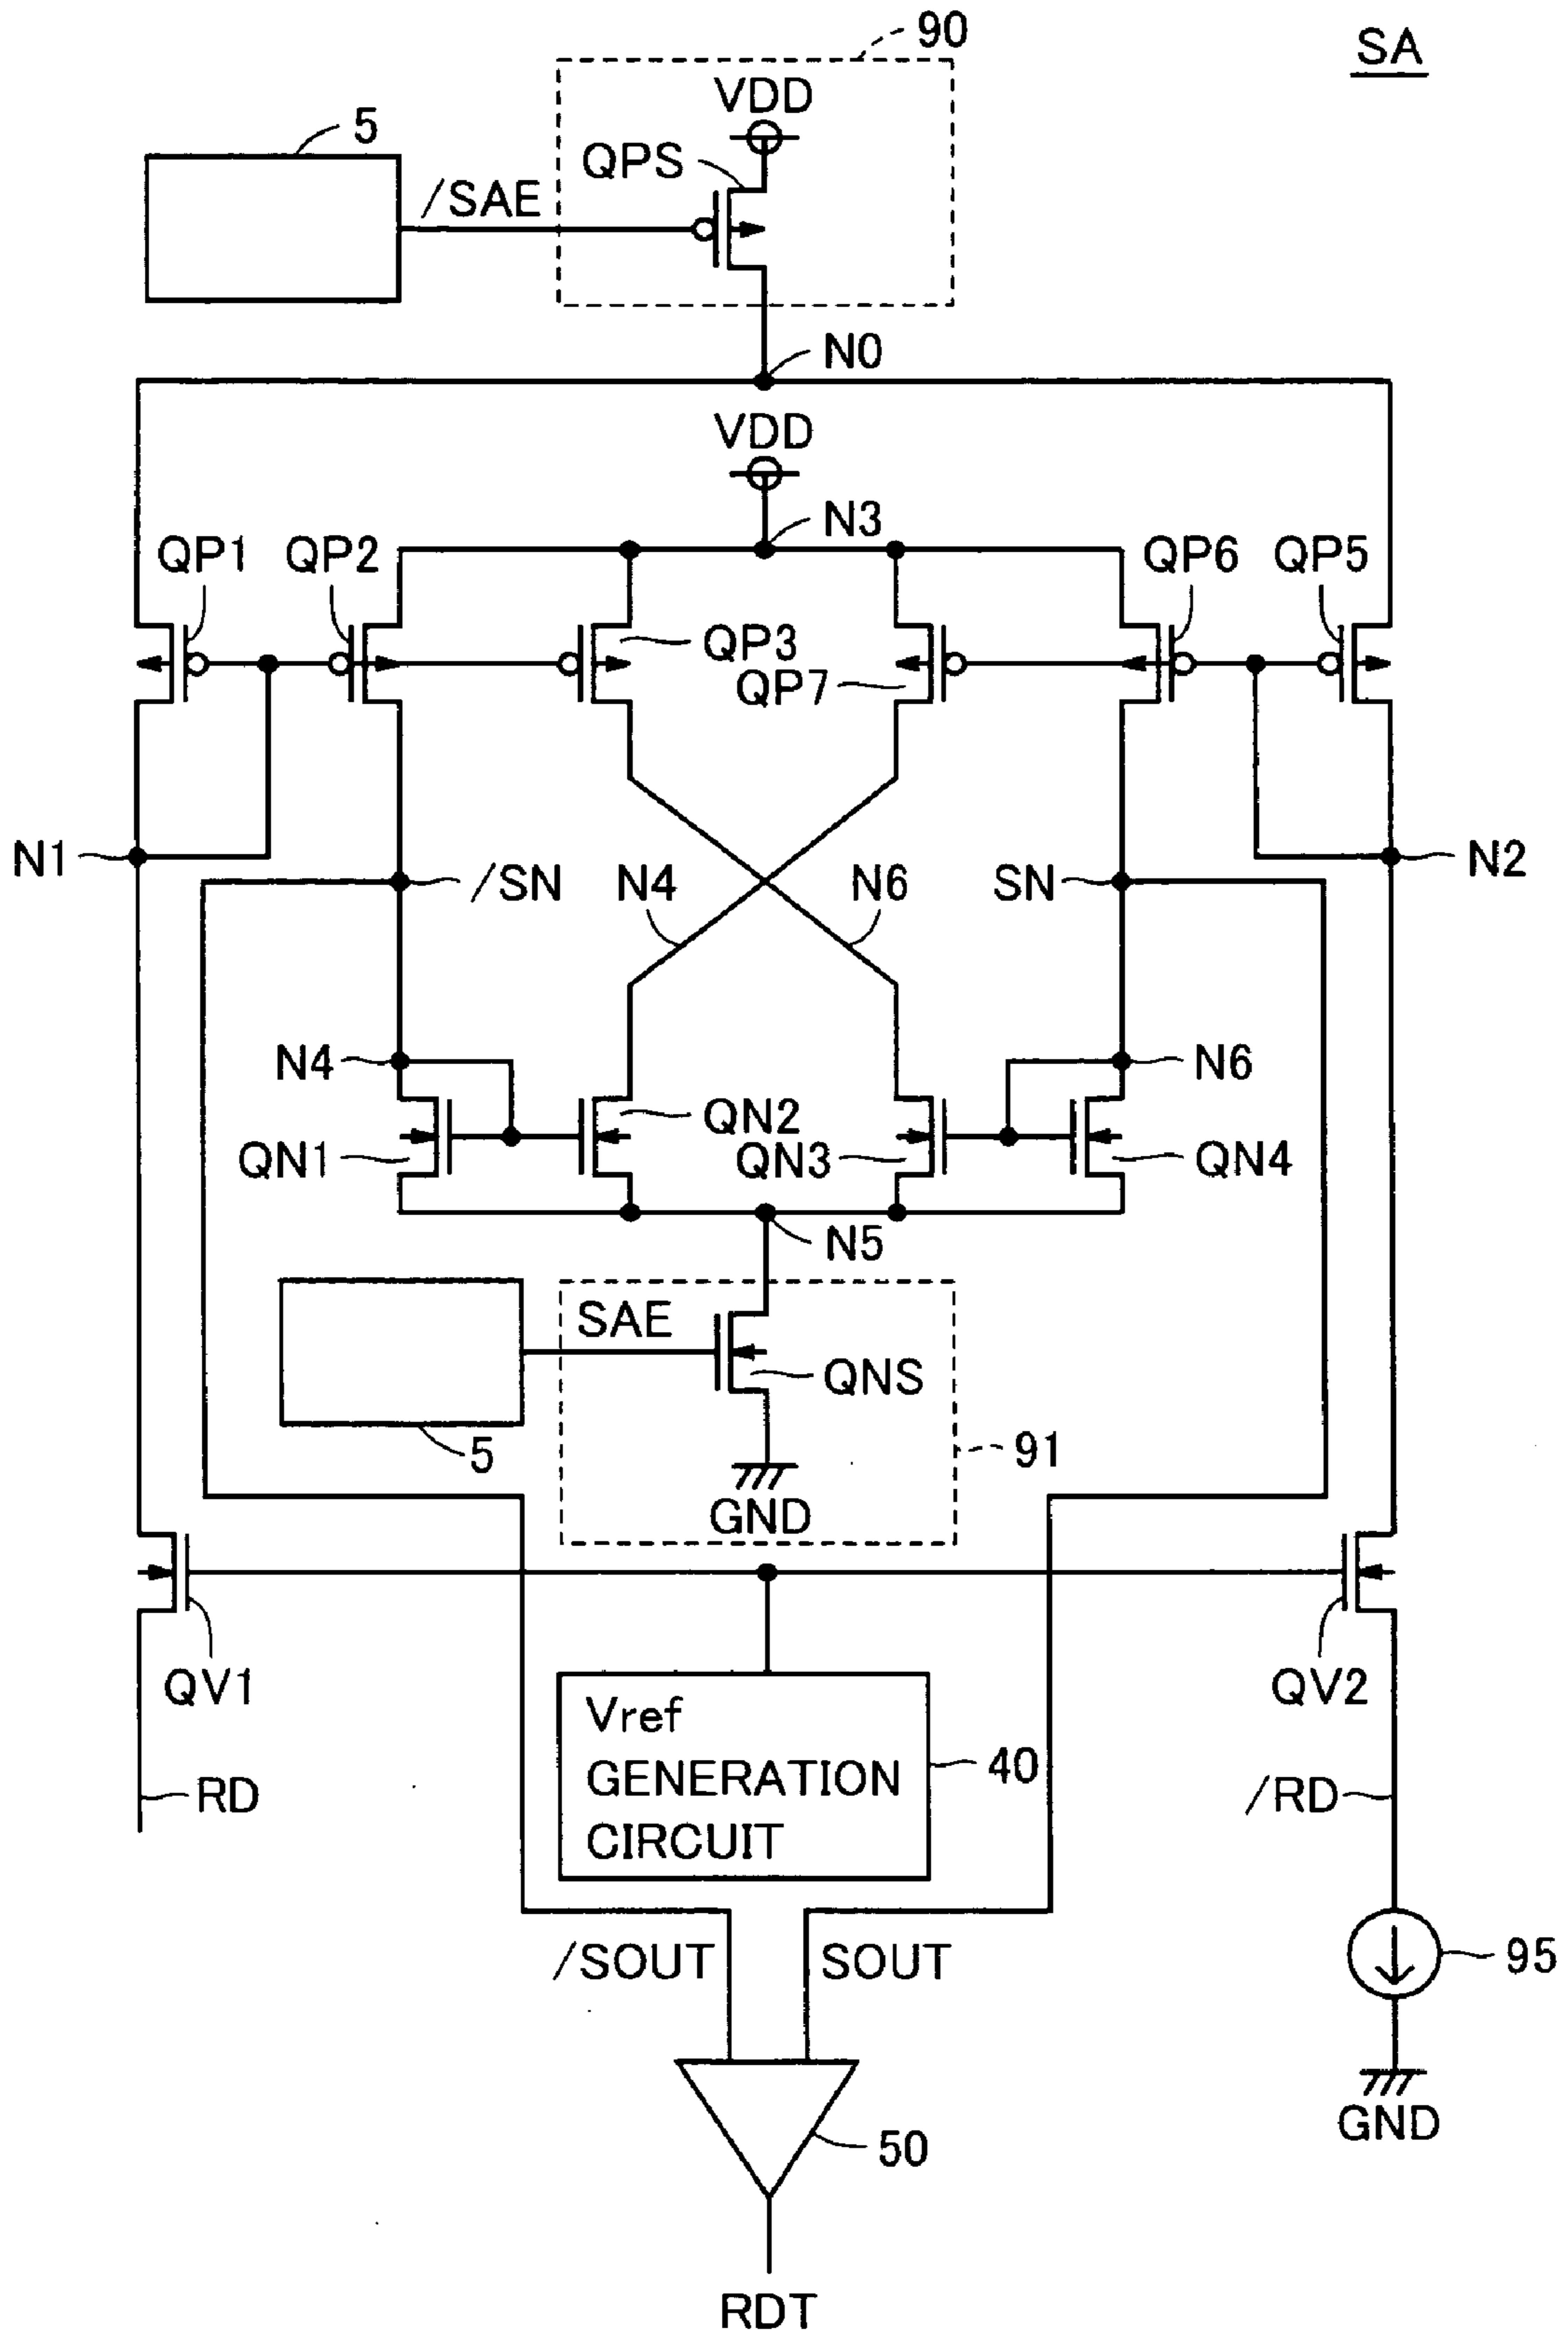 90
SA
VDD
5
QPS
/SAE
N0
VDD
N3
QP1
QP2
QP6
QP5
QP3
QP7
N1
/SN
N4
N6
SN
N2
N4
N6
QN2
QN1
QN3
QN4
N5
SAE
QNS
5
91
GND
QV1
QV2
Vref
GENERATION
CIRCUIT
40
RD
/RD
/SOUT
SOUT
95
GND
50
RDT